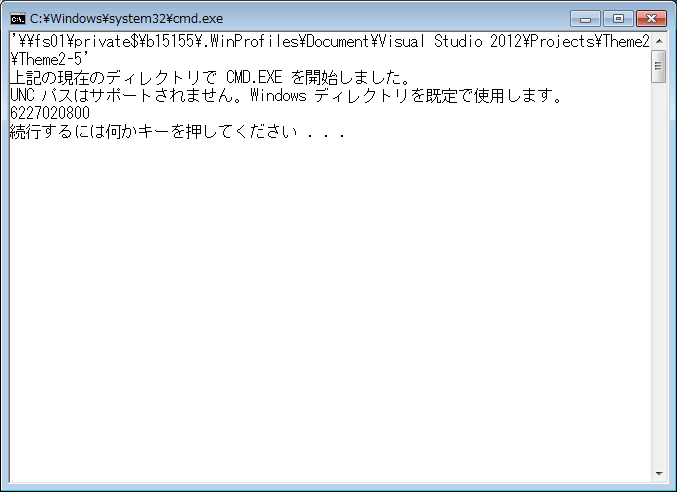 C:¥Windows¥system32¥cmd.exe
'¥¥fs01¥private$¥b15155¥.WinProfiles¥Document¥Visual Studio 2012¥Projects¥Theme2
¥Theme2-5'
上記の現在のディレクトリで CMD.EXE を開始しました。
UNC パスはサポートされません。Windows ディレクトリを既定で使用します。
6227020800
続行するには何かキーを押してください . . .